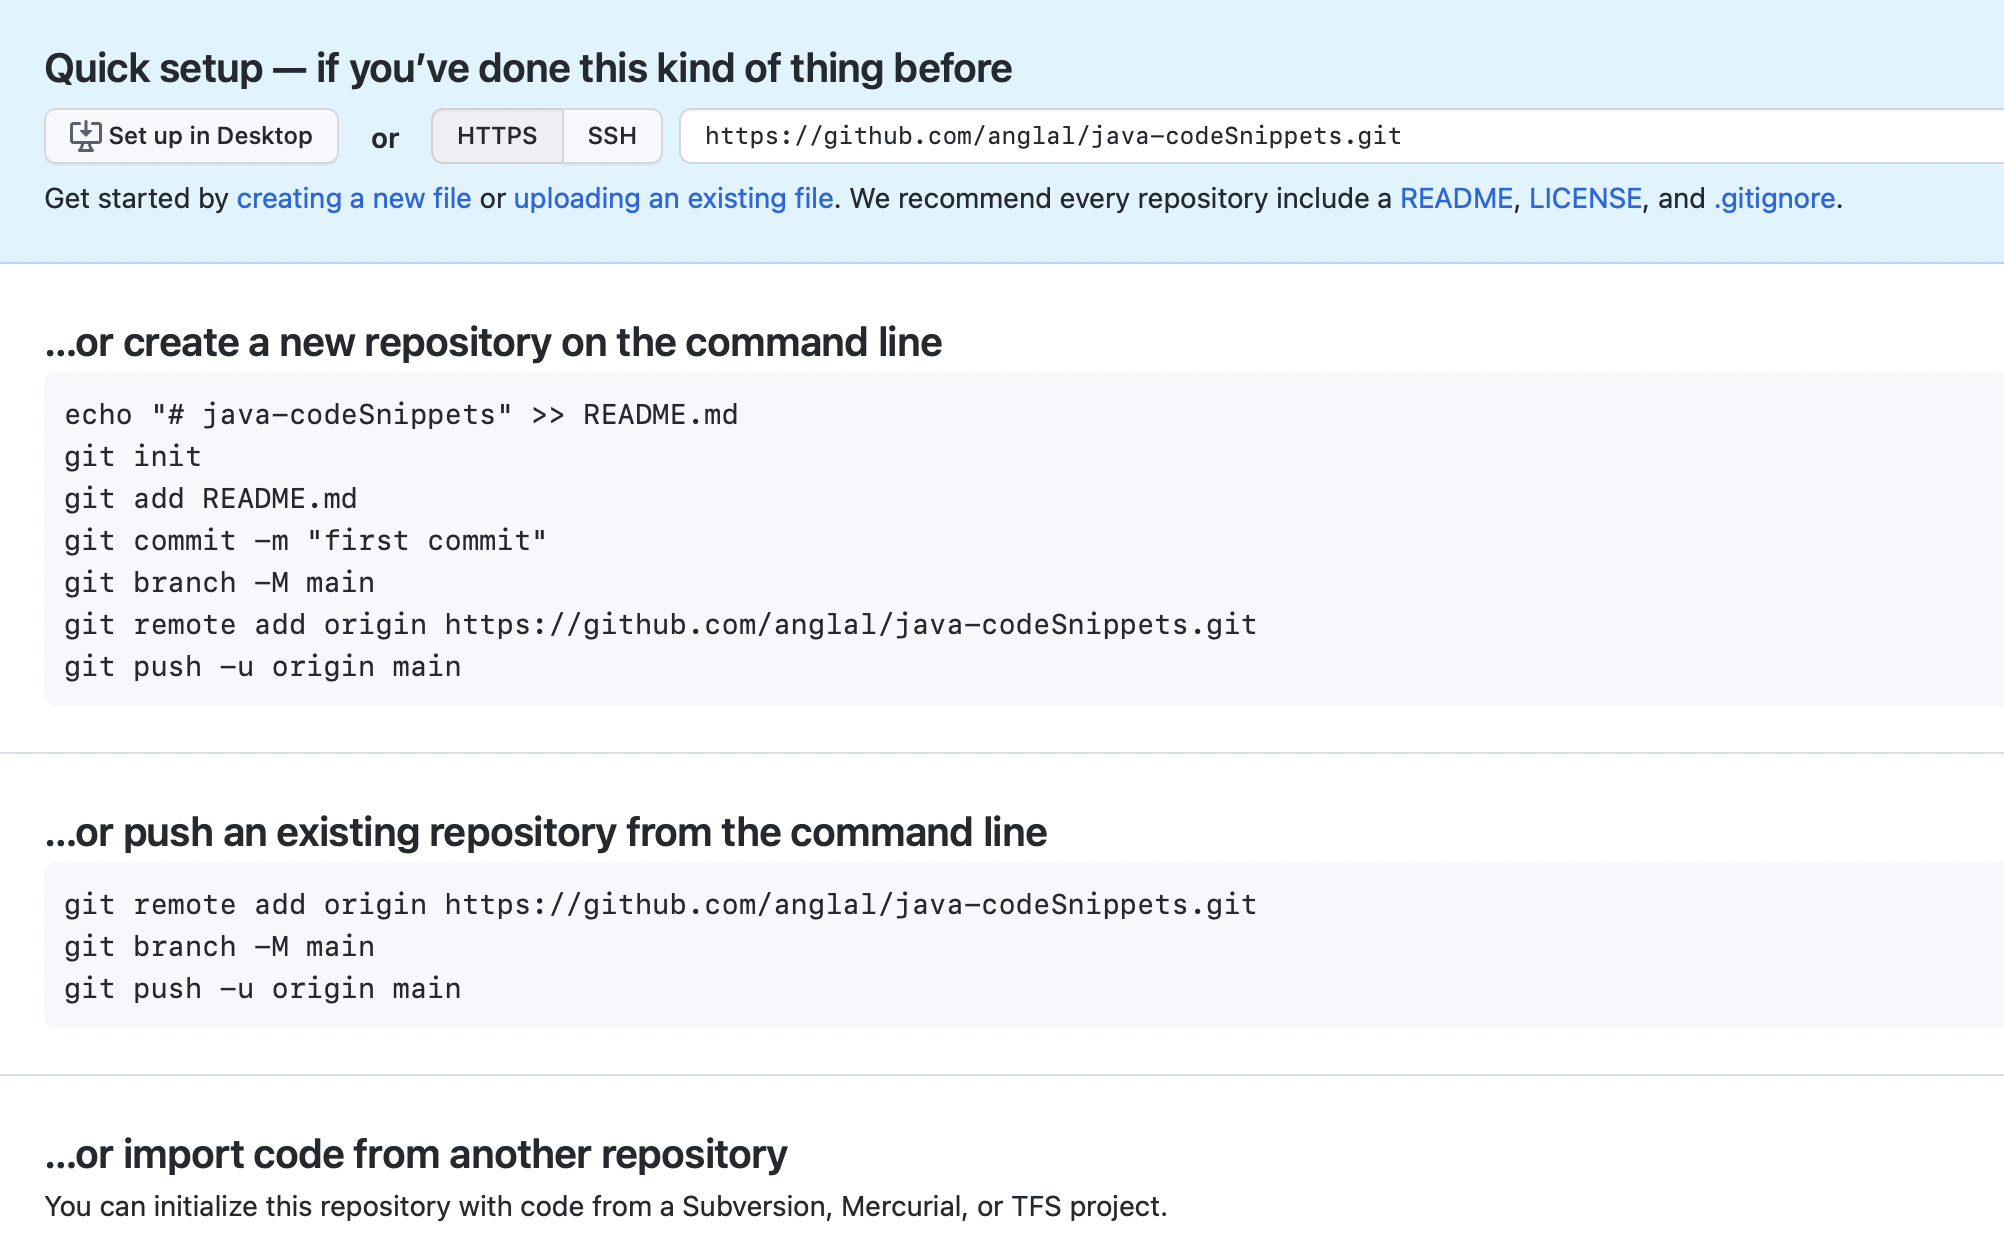 Quick setup — if you’ve done this kind of thing before
Set up in Desktop or HTTPS SSH https://github.com/anglal/java-codeSnippets.git
Get started by creating a new file or uploading an existing file. We recommend every repository include a README, LICENSE, and .gitignore.
...or create a new repository on the command line
echo "# java-codeSnippets" >> README.md
git init
git add README.md
git commit -m "first commit"
git branch -M main
git remote add origin https://github.com/anglal/java-codeSnippets.git
git push -u origin main
...or push an existing repository from the command line
git remote add origin https://github.com/anglal/java-codeSnippets.git
git branch -M main
git push -u origin main
...or import code from another repository
You can initialize this repository with code from a Subversion, Mercurial, or TFS project.